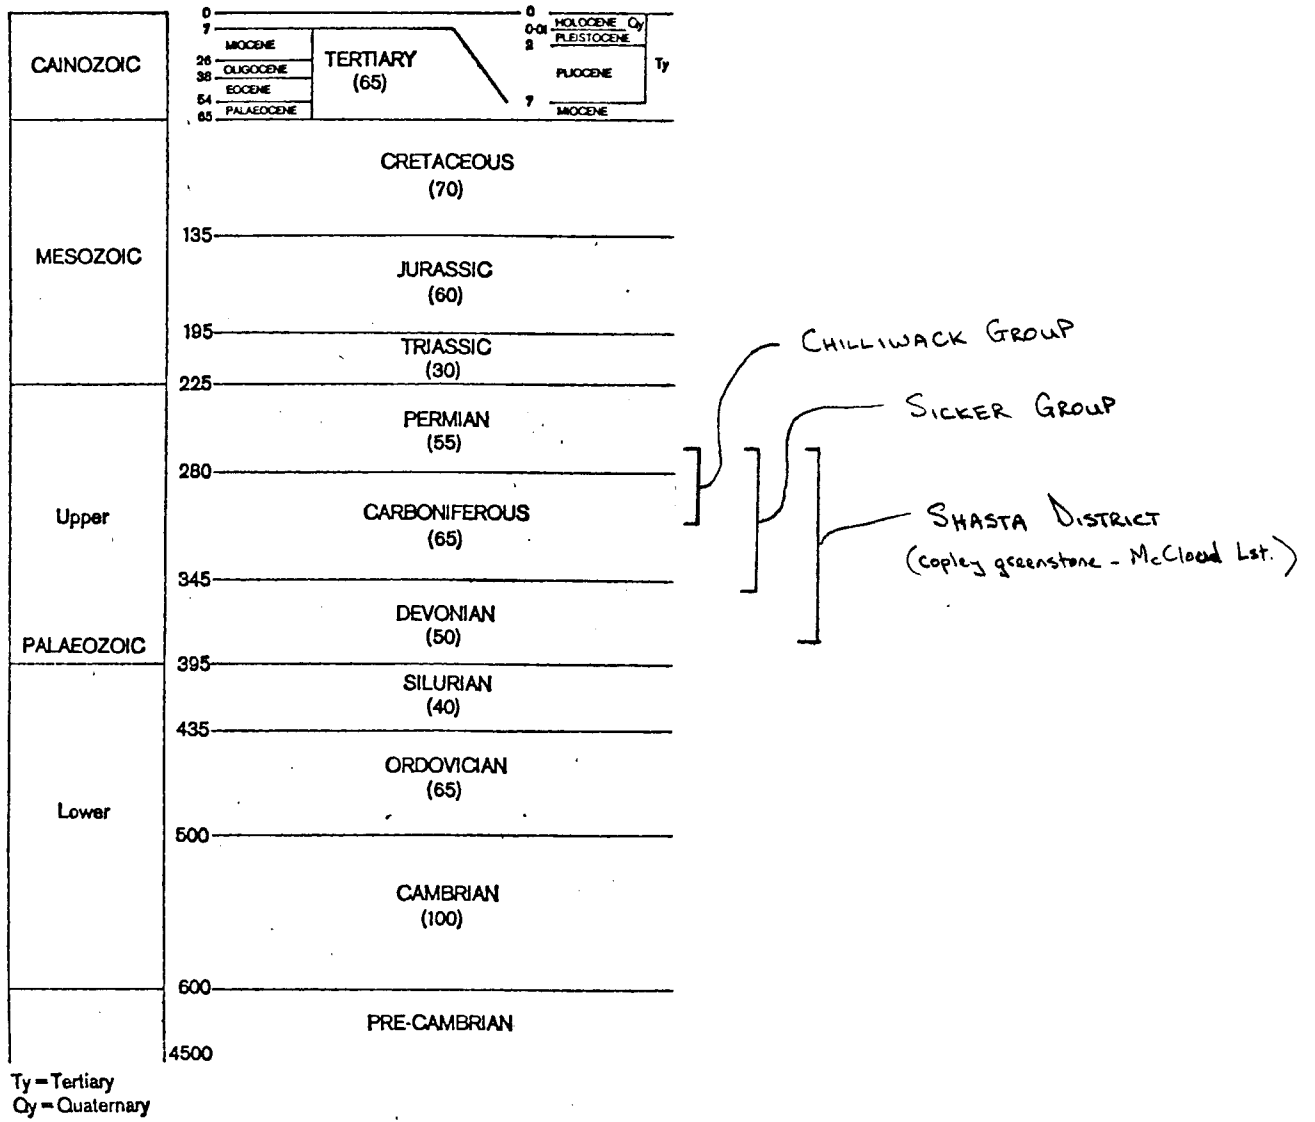 CAINOZOIC
0
7
26
38
54
65
MIOCENE
OLIGOCENE
EOCENE
PALAEOCENE
TERTIARY
(65)
0
0·01
2
7
HOLOCENE Qy
PLEISTOCENE
PLIOCENE
MIOCENE
Ty
MESOZOIC
CRETACEOUS
(70)
135
JURASSIC
(60)
195
TRIASSIC
(30)
225
CHILLIWACK GROUP
SICKER GROUP
SHASTA DISTRICT
(copley greenstone - McCloud Lst.)
Upper
PERMIAN
(55)
280
CARBONIFEROUS
(65)
345
DEVONIAN
(50)
PALAEOZOIC
395
SILURIAN
(40)
435
Lower
ORDOVICIAN
(65)
500
CAMBRIAN
(100)
600
PRE-CAMBRIAN
4500
Ty = Tertiary
Qy = Quaternary